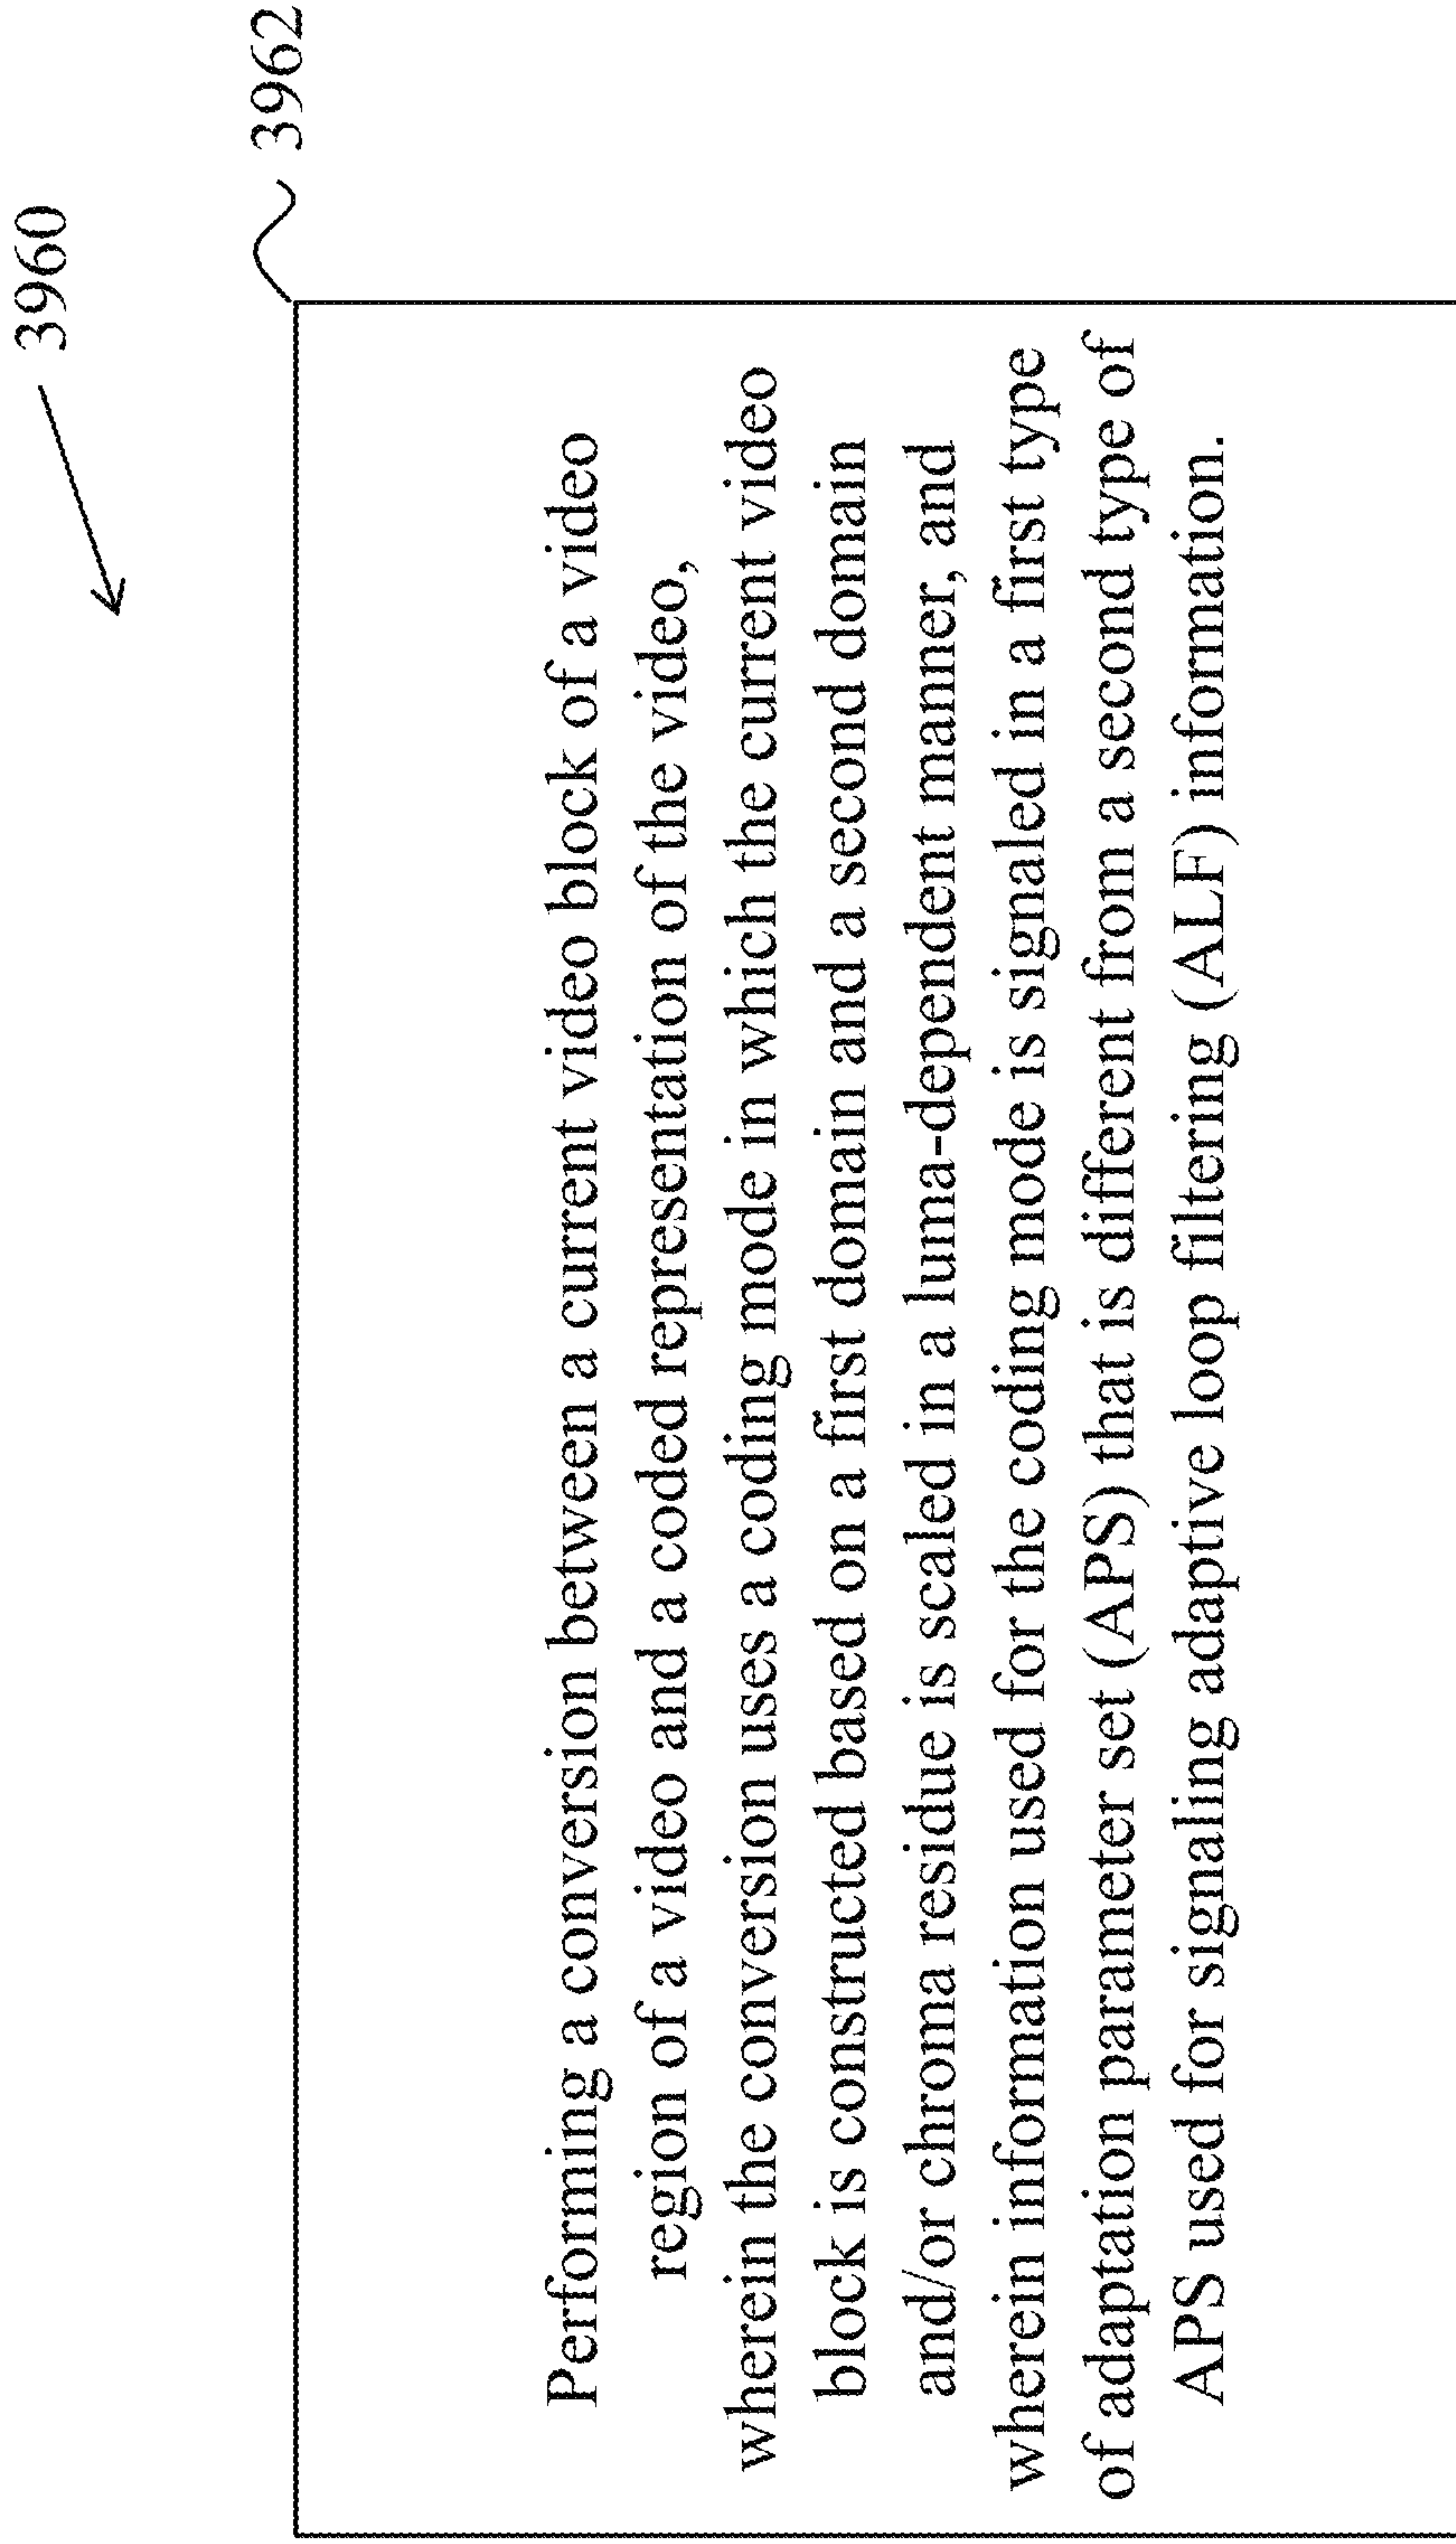 3960
3962
Performing a conversion between a current video block of a video
region of a video and a coded representation of the video,
wherein the conversion uses a coding mode in which the current video
block is constructed based on a first domain and a second domain
and/or chroma residue is scaled in a luma-dependent manner, and
wherein information used for the coding mode is signaled in a first type
of adaptation parameter set (APS) that is different from a second type of
APS used for signaling adaptive loop filtering (ALF) information.